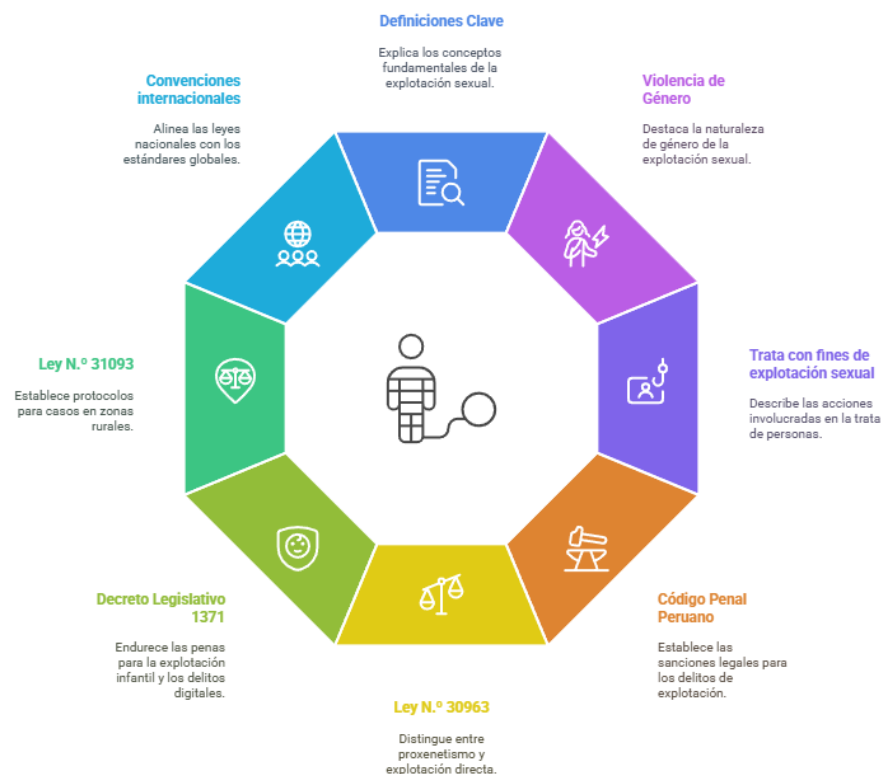 Definiciones Clave
Explica los conceptos
fundamentales de la
explotación sexual.
Violencia de
Género
Destaca la naturaleza
de género de la
explotación sexual.
Trata con fines de
explotación sexual
Describe las acciones
involucradas en la trata
de personas.
Código Penal
Peruano
Establece las
sanciones legales para
los delitos de
explotación.
Ley N.º 30963
Distingue entre
proxenetismo y
explotación directa.
Decreto Legislativo
1371
Endurece las penas
para la explotación
infantil y los delitos
digitales.
Ley N.º 31093
Establece protocolos
para casos en zonas
rurales.
Convenciones
internacionales
Alinea las leyes
nacionales con los
estándares globales.